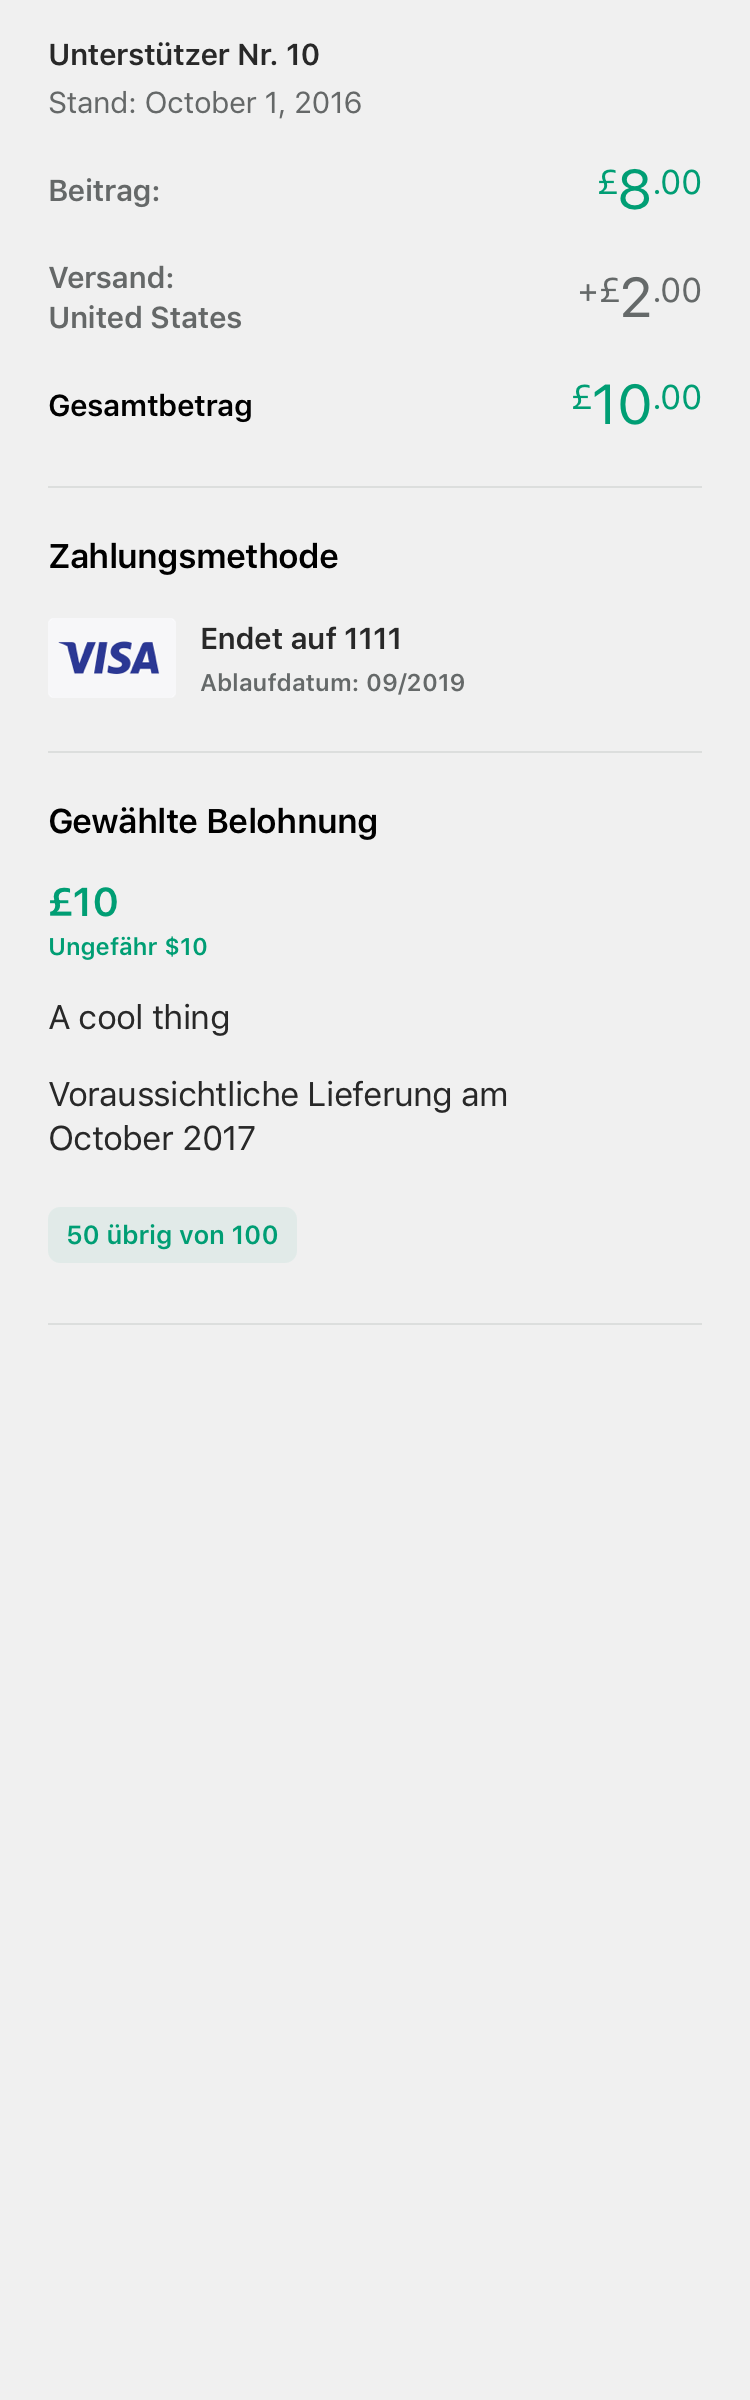 Unterstützer Nr. 10
Stand: October 1, 2016
Beitrag:
£8.00
Versand:
United States
+£2.00
Gesamtbetrag
£10.00
Zahlungsmethode
VISA
Endet auf 1111
Ablaufdatum: 09/2019
Gewählte Belohnung
£10
Ungefähr $10
A cool thing
Voraussichtliche Lieferung am
October 2017
50 übrig von 100